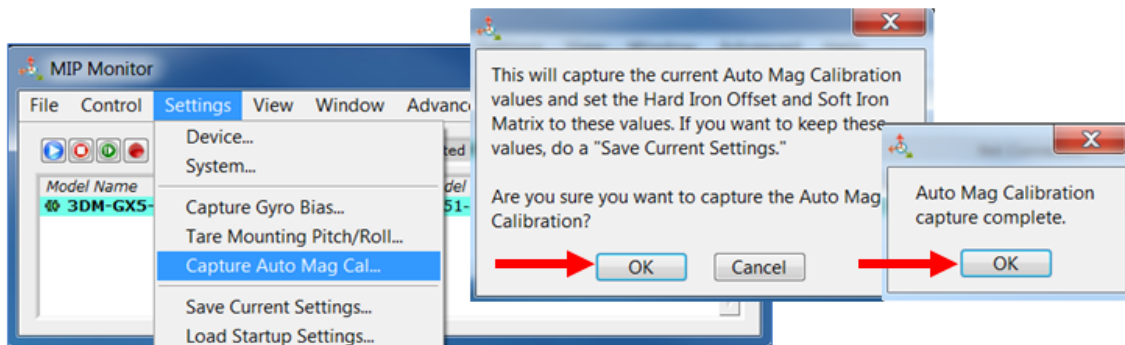 MIP Monitor
File Control Settings View Window Advanc
Device...
System...
ted
Model Name
del
3DM-GX5-
51-
Capture Gyro Bias...
Tare Mounting Pitch/Roll...
Capture Auto Mag Cal...
Save Current Settings...
Load Startup Settings...
This will capture the current Auto Mag Calibration
values and set the Hard Iron Offset and Soft Iron
Matrix to these values. If you want to keep these
values, do a "Save Current Settings."
Are you sure you want to capture the Auto Mag
Calibration?
OK Cancel
Auto Mag Calibration
capture complete.
OK